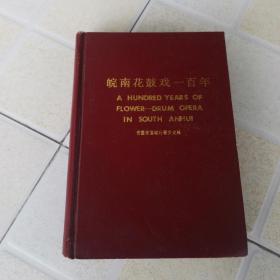 皖南花鼓戏一百年
A HUNDRED YEARS OF
FLOWER—DRUM OPERA
IN SOUTH ANHUI